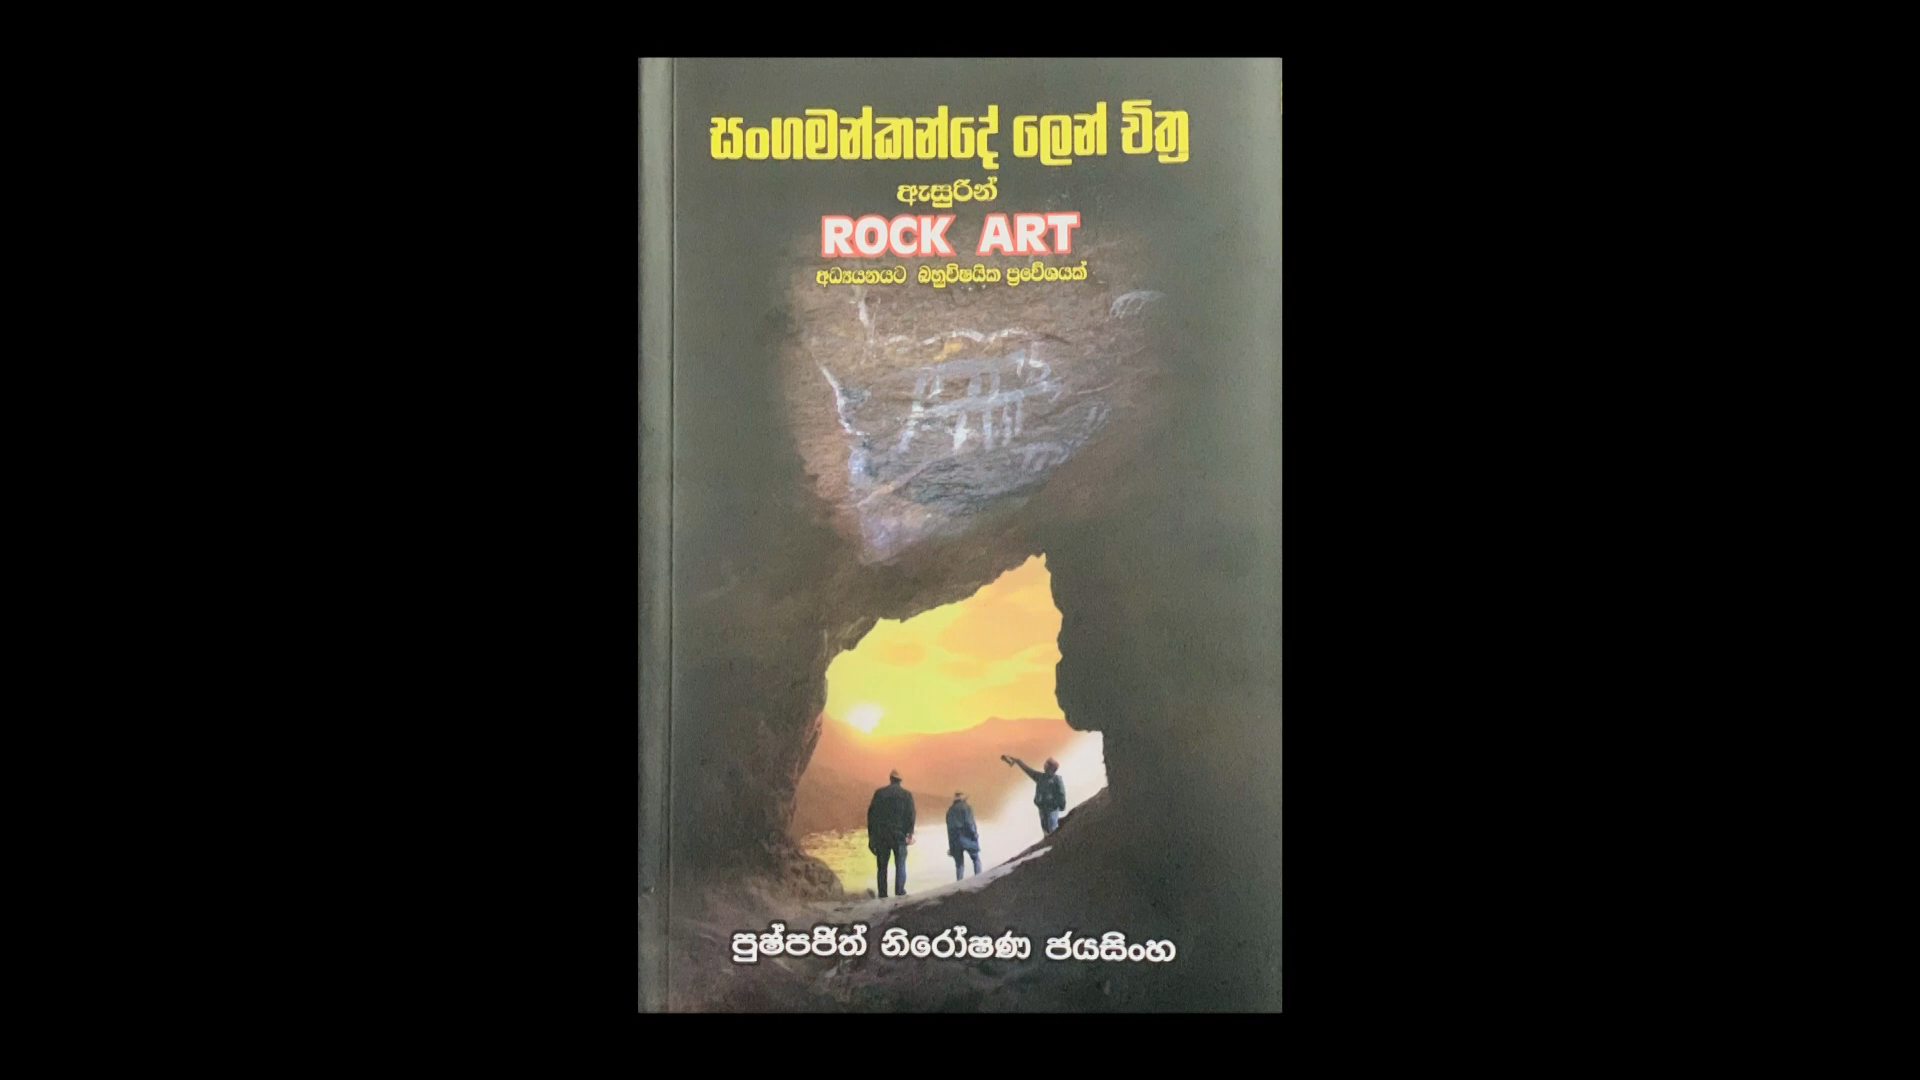 සංගමන්කන්දේ ලෙන් චිත්‍ර
ඇසුරින්
ROCK ART
අධ්‍යයනයට බහුවිෂයික ප්‍රවේශයක්
පුෂ්පජිත් නිරෝෂණ ජයසිංහ